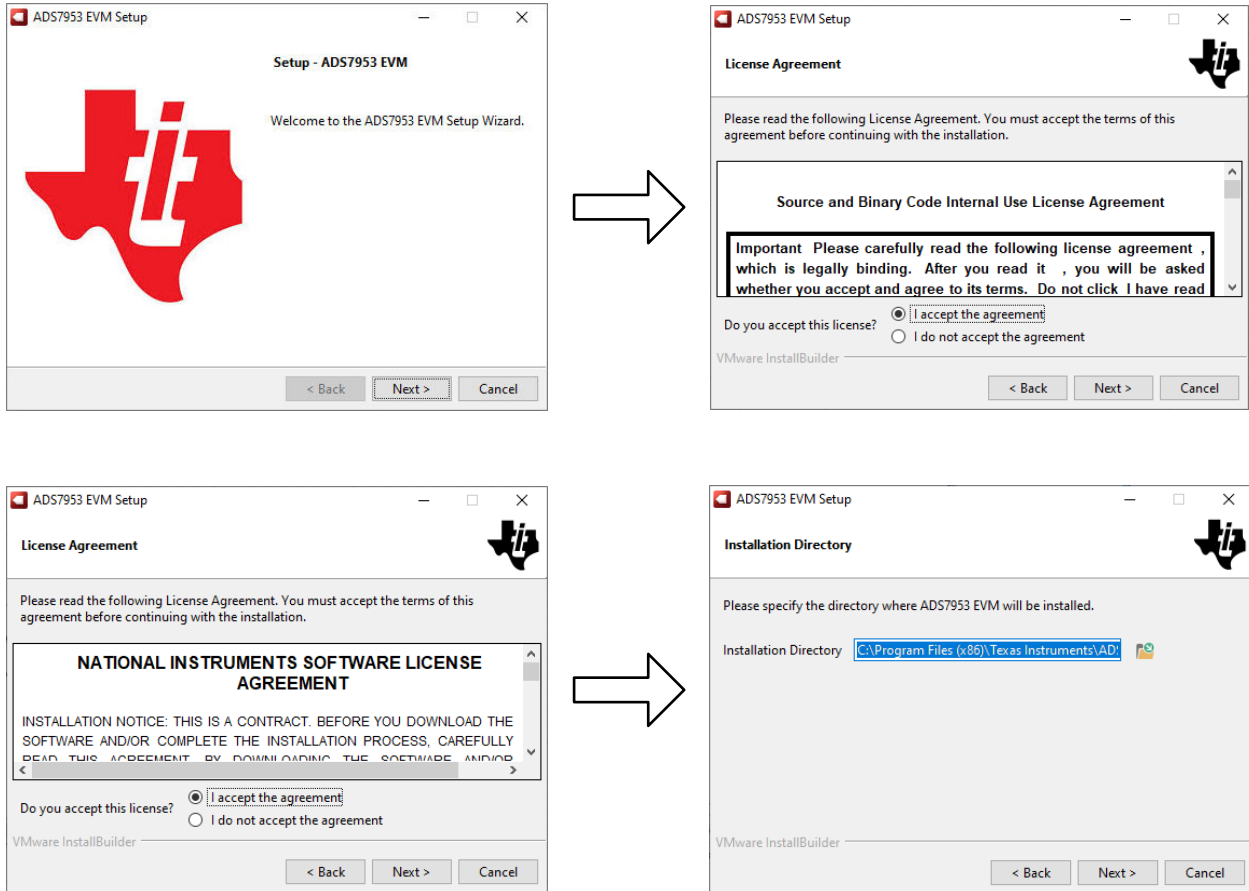 ADS7953 EVM Setup
Setup - ADS7953 EVM
Welcome to the ADS7953 EVM Setup Wizard.
< Back Next > Cancel
ADS7953 EVM Setup
License Agreement
Please read the following License Agreement. You must accept the terms of this
agreement before continuing with the installation.
Source and Binary Code Internal Use License Agreement
Important Please carefully read the following license agreement ,
which is legally binding. After you read it , you will be asked
whether you accept and agree to its terms. Do not click I have read
Do you accept this license?
I accept the agreement
I do not accept the agreement
VMware InstallBuilder
< Back Next > Cancel
ADS7953 EVM Setup
License Agreement
Please read the following License Agreement. You must accept the terms of this
agreement before continuing with the installation.
NATIONAL INSTRUMENTS SOFTWARE LICENSE
AGREEMENT
INSTALLATION NOTICE: THIS IS A CONTRACT. BEFORE YOU DOWNLOAD THE
SOFTWARE AND/OR COMPLETE THE INSTALLATION PROCESS, CAREFULLY
READ THIS AGREEMENT. BY DOWNLOADING THE SOFTWARE AND/OR
Do you accept this license?
I accept the agreement
I do not accept the agreement
VMware InstallBuilder
< Back Next > Cancel
ADS7953 EVM Setup
Installation Directory
Please specify the directory where ADS7953 EVM will be installed.
Installation Directory C:\Program Files (x86)\Texas Instruments\AD
VMware InstallBuilder
< Back Next > Cancel